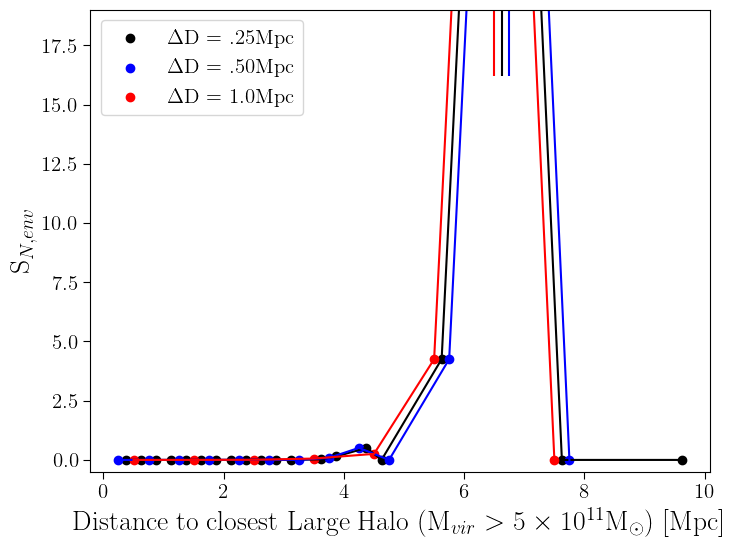 ΔD = .25Mpc
ΔD = .50Mpc
ΔD = 1.0Mpc
17.5
15.0
12.5
10.0
7.5
5.0
2.5
0.0
S_{N,env}
0 2 4 6 8 10
Distance to closest Large Halo (M_{vir} > 5 × 10^{11}M_⊙) [Mpc]